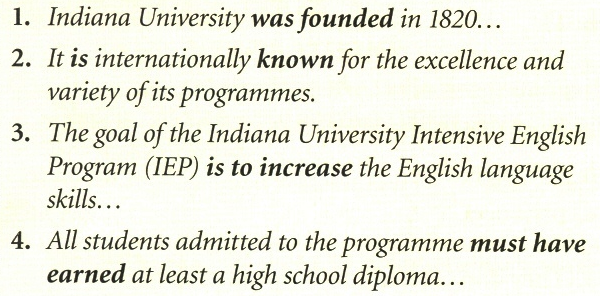 1. Indiana University was founded in 1820…
2. It is internationally known for the excellence and
variety of its programmes.
3. The goal of the Indiana University Intensive English
Program (IEP) is to increase the English language
skills…
4. All students admitted to the programme must have
earned at least a high school diploma…